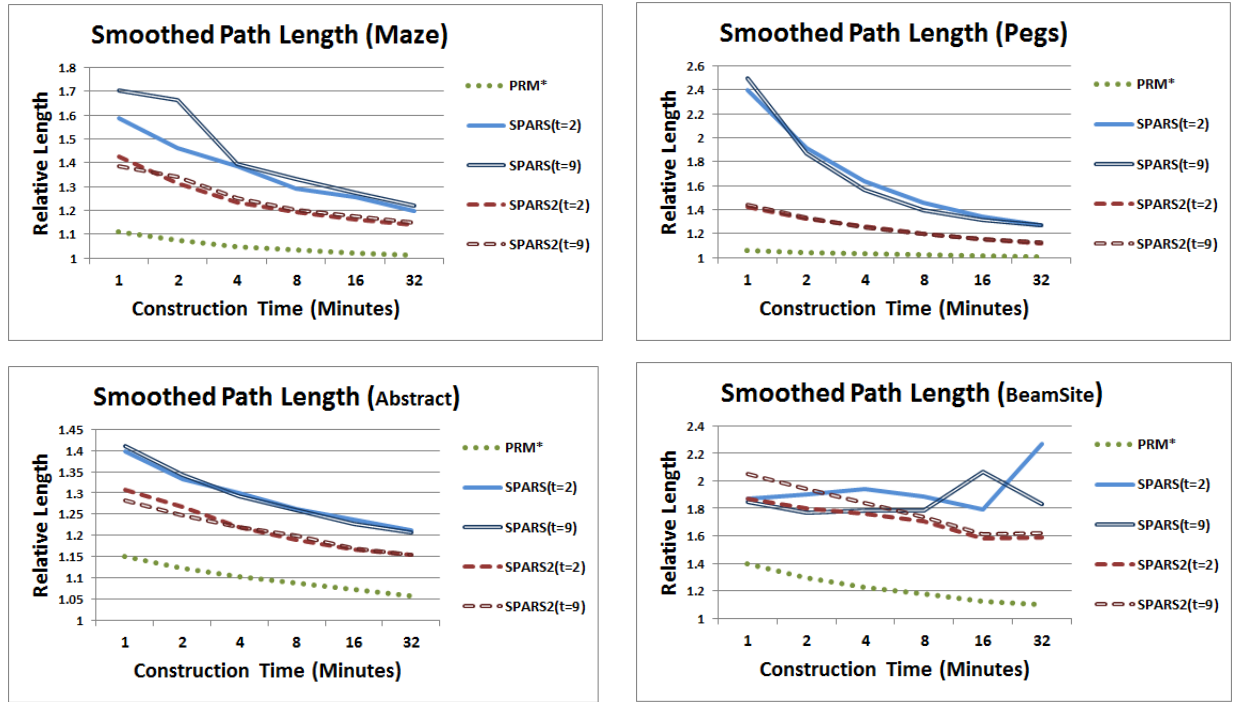 Smoothed Path Length (Maze)
Relative Length
1.8
1.7
1.6
1.5
1.4
1.3
1.2
1.1
1
1 2 4 8 16 32
Construction Time (Minutes)
PRM*
SPARS(t=2)
SPARS(t=9)
SPARS2(t=2)
SPARS2(t=9)
Smoothed Path Length (Pegs)
Relative Length
2.6
2.4
2.2
2
1.8
1.6
1.4
1.2
1
1 2 4 8 16 32
Construction Time (Minutes)
PRM*
SPARS(t=2)
SPARS(t=9)
SPARS2(t=2)
SPARS2(t=9)
Smoothed Path Length (Abstract)
Relative Length
1.45
1.4
1.35
1.3
1.25
1.2
1.15
1.1
1.05
1
1 2 4 8 16 32
Construction Time (Minutes)
PRM*
SPARS(t=2)
SPARS(t=9)
SPARS2(t=2)
SPARS2(t=9)
Smoothed Path Length (BeamSite)
Relative Length
2.4
2.2
2
1.8
1.6
1.4
1.2
1
1 2 4 8 16 32
Construction Time (Minutes)
PRM*
SPARS(t=2)
SPARS(t=9)
SPARS2(t=2)
SPARS2(t=9)